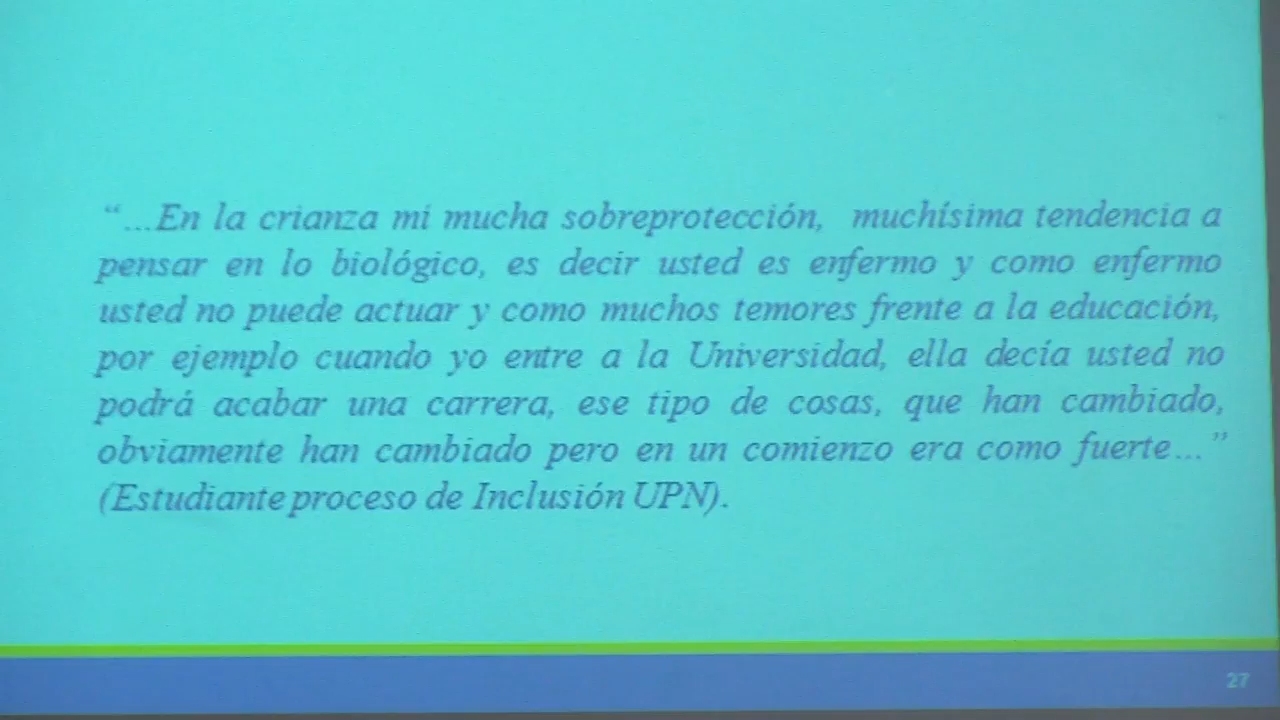 “…En la crianza mi mucha sobreprotección, muchísima tendencia a
pensar en lo biológico, es decir usted es enfermo y como enfermo
usted no puede actuar y como muchos temores frente a la educación,
por ejemplo cuando yo entre a la Universidad, ella decía usted no
podrá acabar una carrera, ese tipo de cosas, que han cambiado,
obviamente han cambiado pero en un comienzo era como fuerte…”
(Estudiante proceso de Inclusión UPN).
27